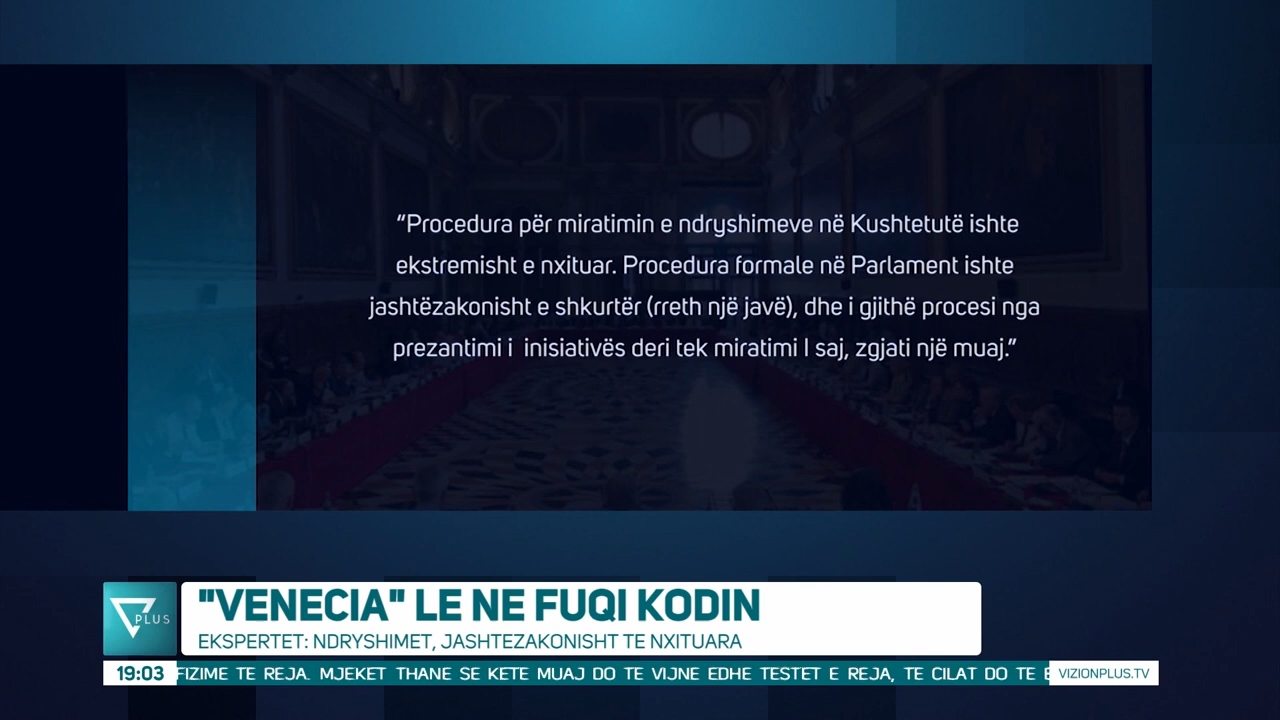 “Procedura për miratimin e ndryshimeve në Kushtetutë ishte
ekstremisht e nxituar. Procedura formale në Parlament ishte
jashtëzakonisht e shkurtër (rreth një javë), dhe i gjithë procesi nga
prezantimi i  inisiativës deri tek miratimi I saj, zgjati një muaj.”
PLUS
"VENECIA" LE NE FUQI KODIN
EKSPERTET: NDRYSHIMET, JASHTEZAKONISHT TE NXITUARA
19:03 FIZIME TE REJA. MJEKET THANE SE KETE MUAJ DO TE VIJNE EDHE TESTET E REJA, TE CILAT DO TE VIZIONPLUS.TV